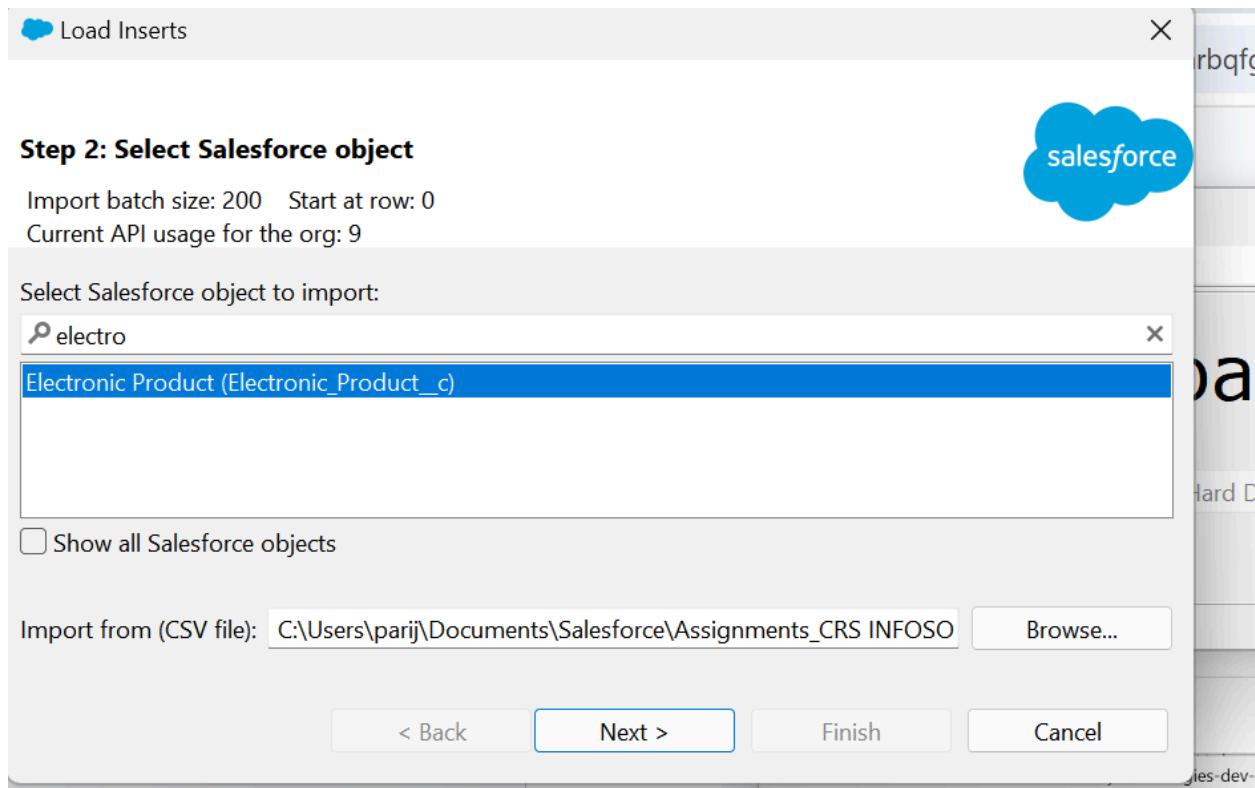 Load Inserts
Step 2: Select Salesforce object
Import batch size: 200 Start at row: 0
Current API usage for the org: 9
salesforce
Select Salesforce object to import:
electro
Electronic Product (Electronic_Product__c)
Show all Salesforce objects
Import from (CSV file): C:\Users\parij\Documents\Salesforce\Assignments_CRS INFOSO Browse...
< Back Next > Finish Cancel